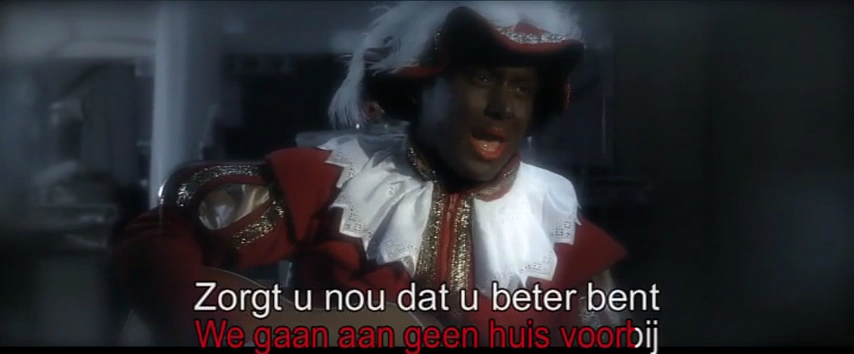 Zorgt u nou dat u beter bent
We gaan aan geen huis voorbij